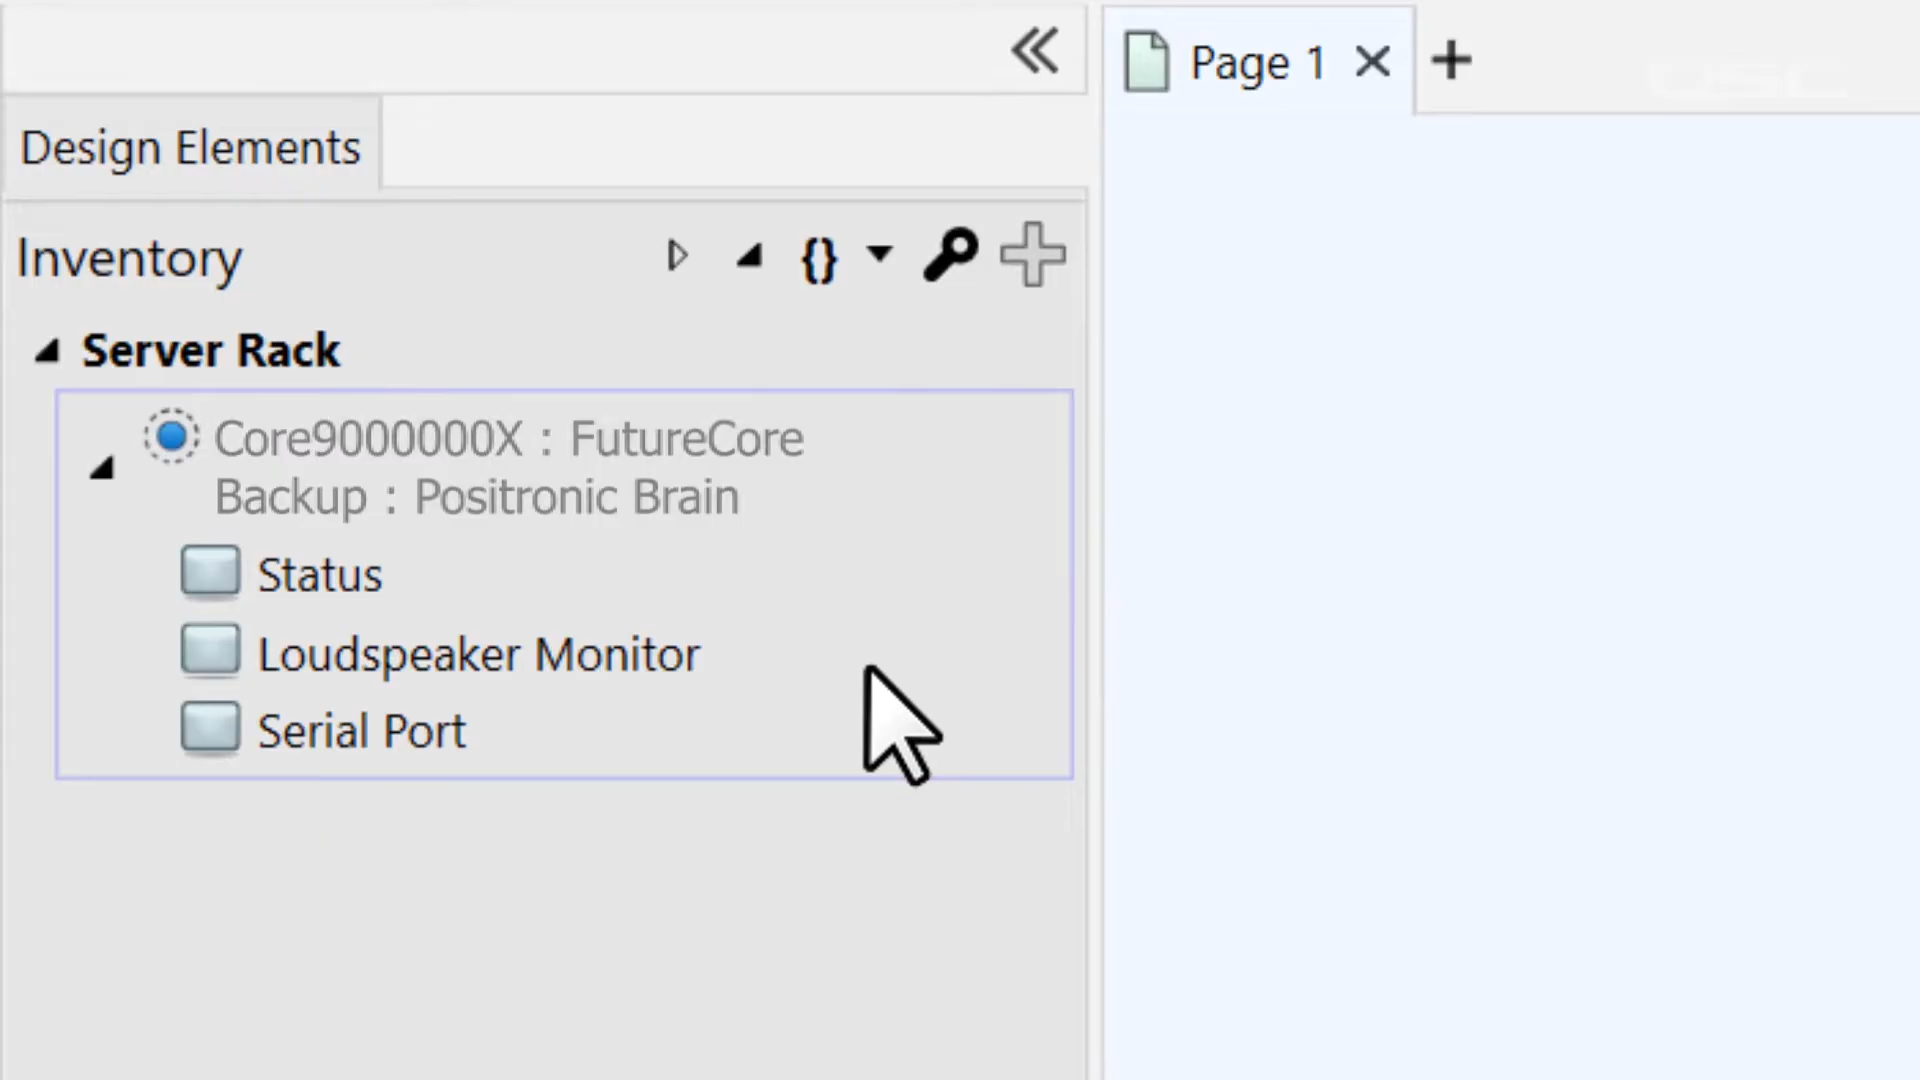 Page 1
Design Elements
Inventory
{}
Server Rack
Core9000000X : FutureCore
Backup : Positronic Brain
Status
Loudspeaker Monitor
Serial Port